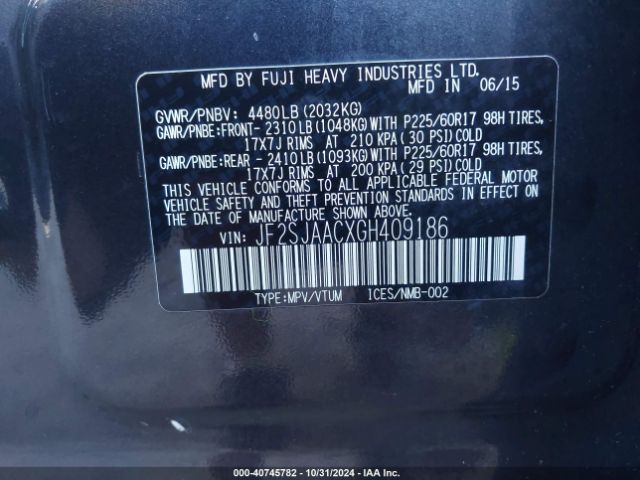 MFD BY FUJI HEAVY INDUSTRIES LTD.
MFD IN 06/15
GVWR/PNBV: 4480LB (2032KG)
GAWR/PNBE:FRONT- 2310LB (1048KG) WITH P225/60R17 98H TIRES,
17X7J RIMS AT 210 KPA (30 PSI) COLD
GAWR/PNBE:REAR - 2410LB (1093KG) WITH P225/60R17 98H TIRES,
17X7J RIMS AT 200 KPA (29 PSI) COLD
THIS VEHICLE CONFORMS TO ALL APPLICABLE FEDERAL MOTOR
VEHICLE SAFETY AND BUMPER STANDARDS IN EFFECT ON THE
DATE OF MANUFACTURE SHOWN ABOVE.
VIN: JF2SJAACXGH409186
TYPE:MPV/VTUM ICES/NMB-002
000-40745782 - 10/31/2024 - IAA Inc.